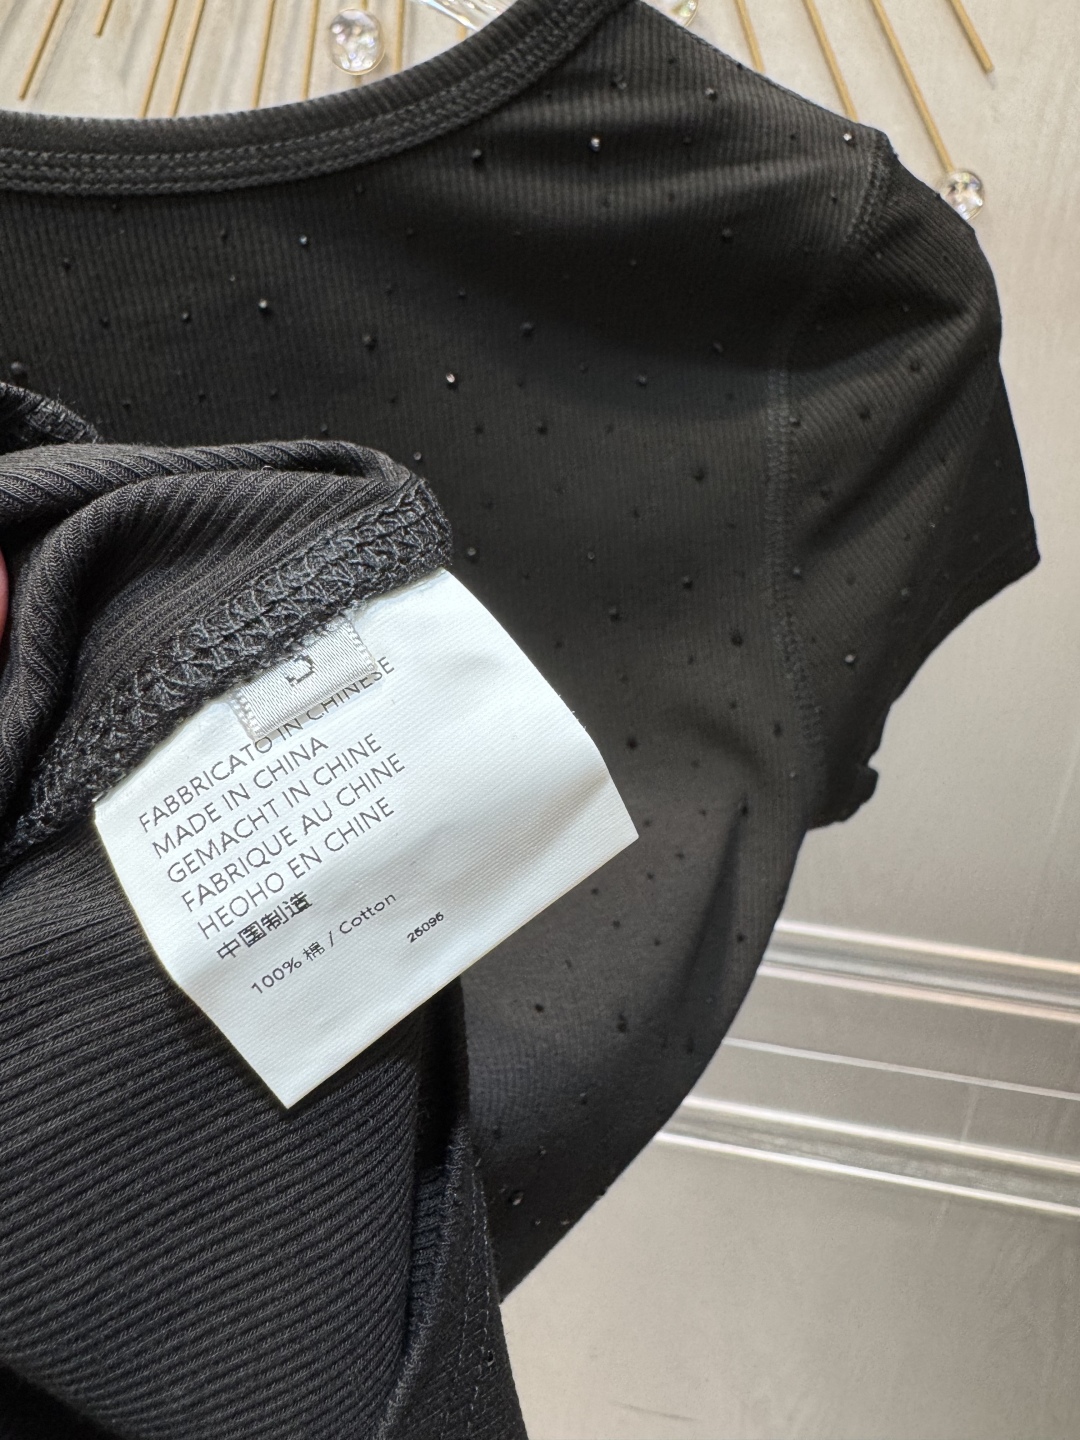 FABBRICATO IN CHINESE
MADE IN CHINA
GEMACHT IN CHINE
FABRIQUE AU CHINE
HEOHO EN CHINE
中国制造
100% 棉 / Cotton
25095